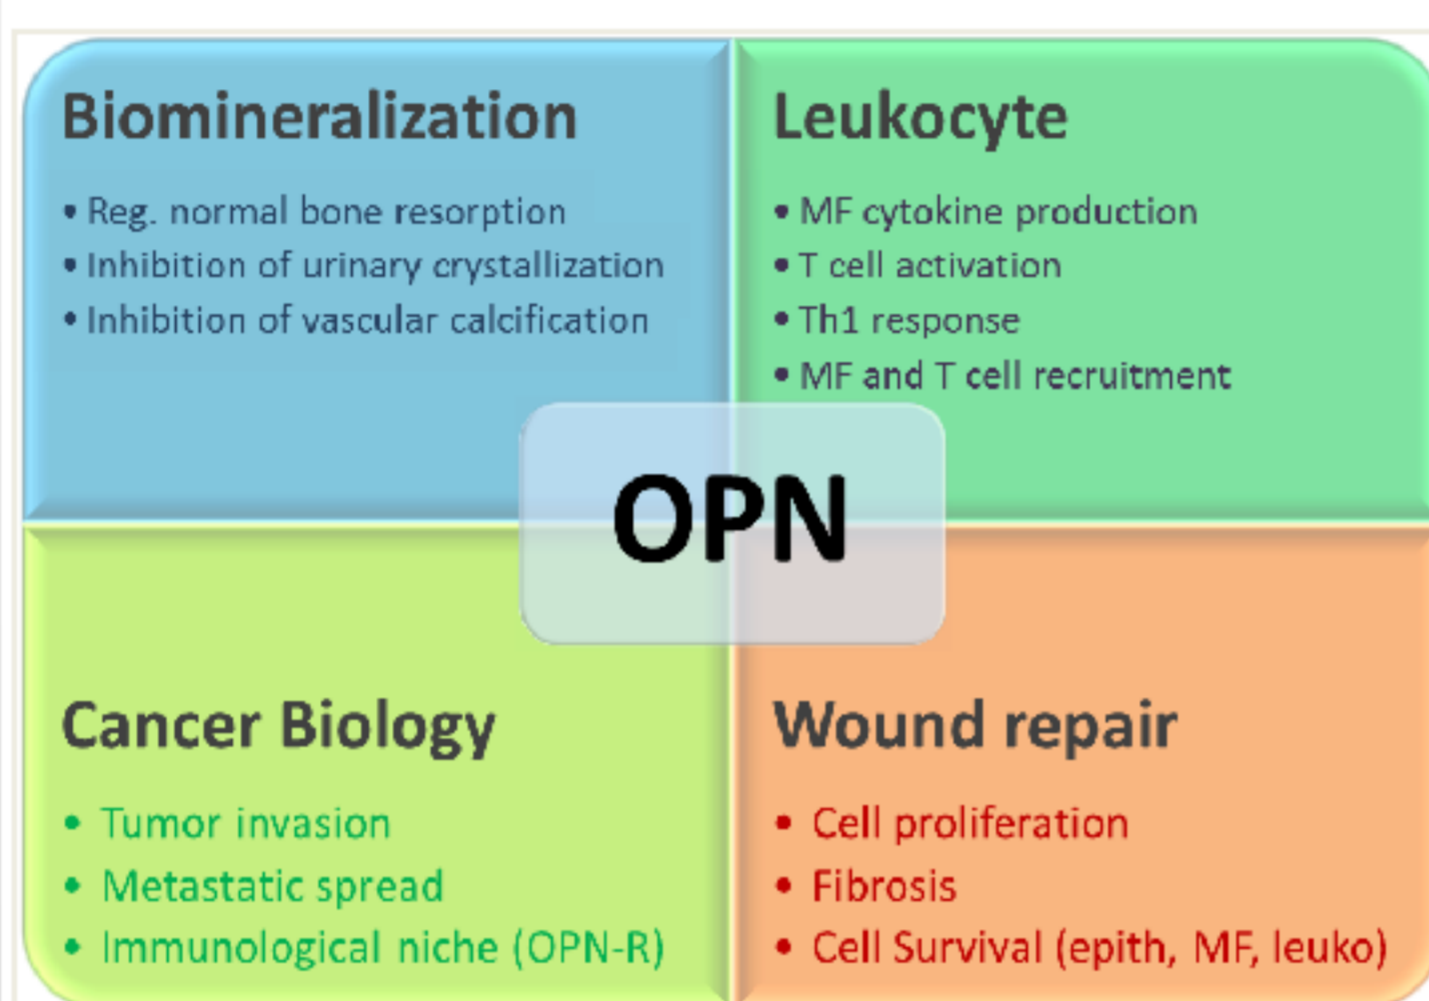 Biomineralization
• Reg. normal bone resorption
• Inhibition of urinary crystallization
• Inhibition of vascular calcification
Leukocyte
• MF cytokine production
• T cell activation
• Th1 response
• MF and T cell recruitment
OPN
Cancer Biology
• Tumor invasion
• Metastatic spread
• Immunological niche (OPN-R)
Wound repair
• Cell proliferation
• Fibrosis
• Cell Survival (epith, MF, leuko)